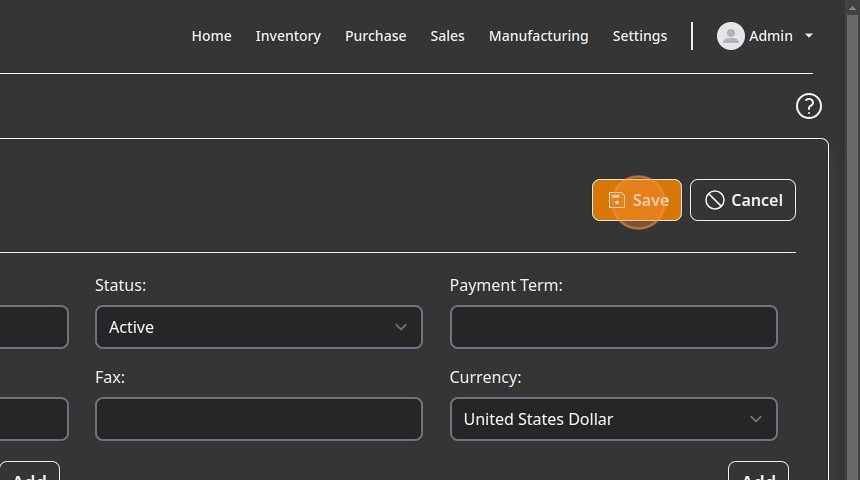 Home Inventory Purchase Sales Manufacturing Settings Admin
?
Save Cancel
Status: Payment Term:
Active
Fax: Currency:
United States Dollar
Add Add